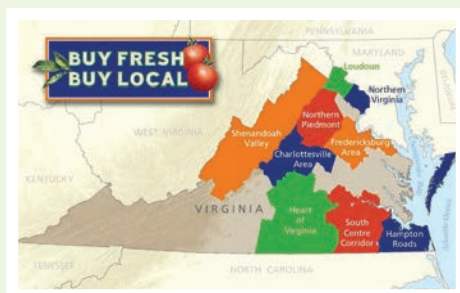 BUY FRESH
BUY LOCAL
PENNSYLVANIA
MARYLAND
Loudoun
Northern
Virginia
Northern
Piedmont
WEST VIRGINIA
Shenandoah
Valley
Fredericksburg
Area
Charlottesville
Area
KENTUCKY
VIRGINIA
Heart
of
Virginia
South
Centre
Corridor
Hampton
Roads
NORTH CAROLINA